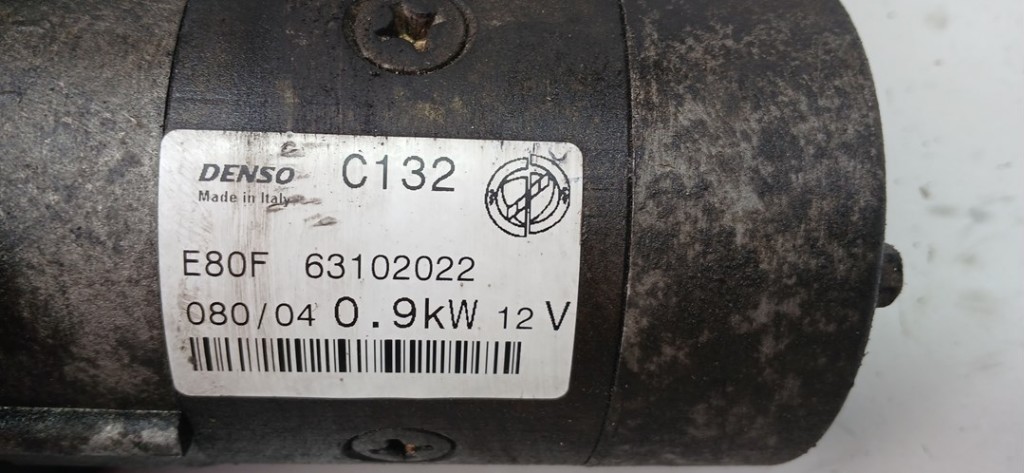 DENSO C132
Made in Italy
E80F 63102022
080/04 0.9kW 12 V